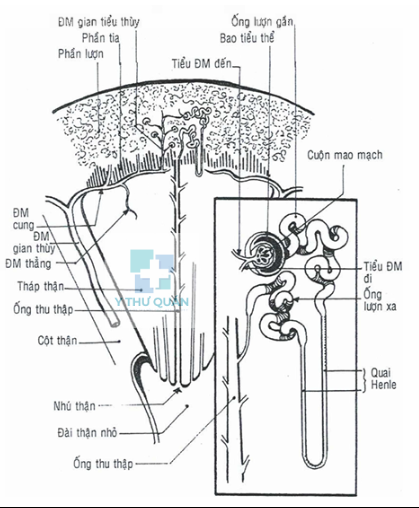 ĐM gian tiểu thùy
Phần tia
Phần lượn
Ống lượn gần
Bao tiểu thể
Tiểu ĐM đến
Cuộn mao mạch
ĐM
cung
ĐM
gian thùy
ĐM thẳng
Tháp thận
Ống thu thập
Cột thận
Y THƯ QUÁN
Tiểu ĐM
đi
Ống
lượn xa
Quai
Henle
Nhú thận
Đài thận nhỏ
Ống thu thập